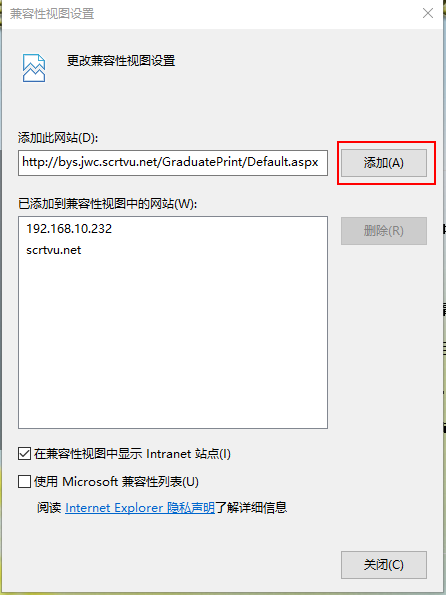 兼容性视图设置
更改兼容性视图设置
添加此网站(D):
http://bys.jwc.scrtvu.net/GraduatePrint/Default.aspx
添加(A)
已添加到兼容性视图中的网站(W):
192.168.10.232
删除(R)
scrtvu.net
在兼容性视图中显示 Intranet 站点(I)
使用 Microsoft 兼容性列表(U)
阅读 Internet Explorer 隐私声明了解详细信息
关闭(C)